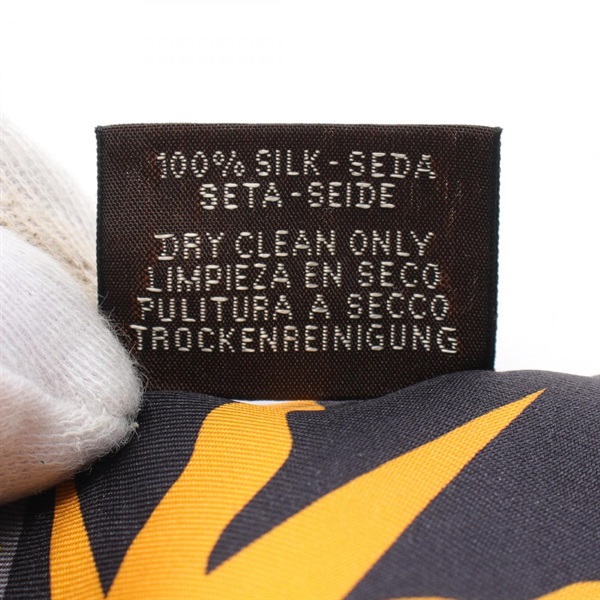 100% SILK - SEDA
SETA - SEIDE
DRY CLEAN ONLY
LIMPIEZA EN SECO
PULITURA A SECCO
TROCKENREINIGUNG